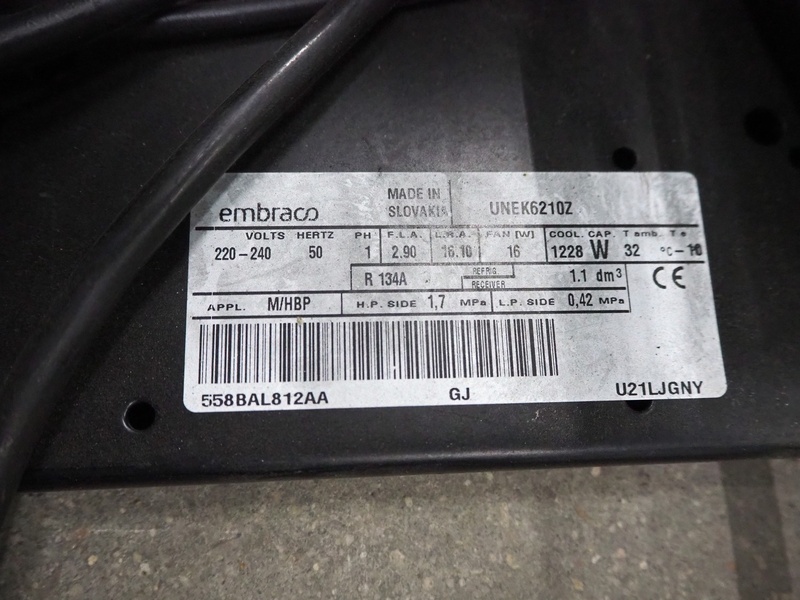 embraco MADE IN SLOVAKIA UNEK6210Z
VOLTS HERTZ PH F.L.A. L.R.A. FAN [W] COOL. CAP. T amb. Te
220-240 50 1 2.90 16.10 16 1228 W 32 °C -10
R 134A REFRIG. RECEIVER 1.1 dm³ CE
APPL. M/HBP H.P. SIDE 1,7 MPa L.P. SIDE 0,42 MPa
558BAL812AA GJ U21LJGNY